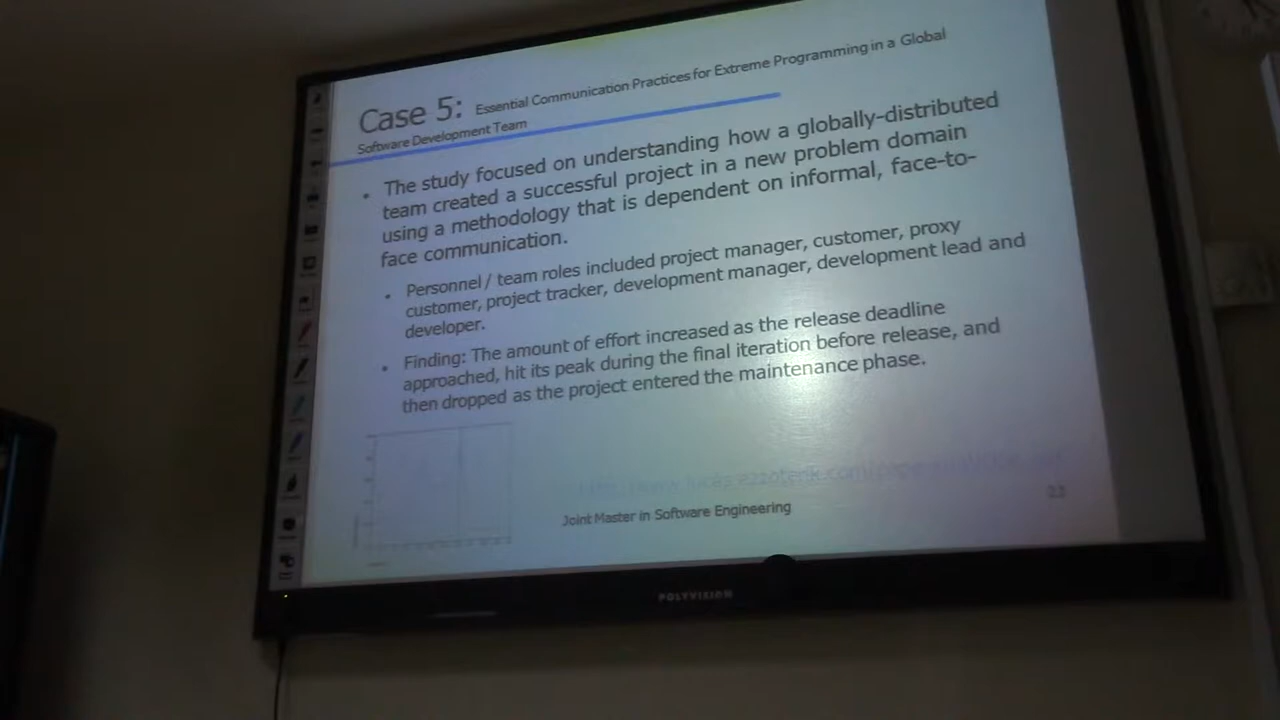 Case 5: Essential Communication Practices for Extreme Programming in a Global
Software Development Team
• The study focused on understanding how a globally-distributed
team created a successful project in a new problem domain
using a methodology that is dependent on informal, face-to-
face communication.
• Personnel / team roles included project manager, customer, proxy
customer, project tracker, development manager, development lead and
developer.
• Finding: The amount of effort increased as the release deadline
approached, hit its peak during the final iteration before release, and
then dropped as the project entered the maintenance phase.
Joint Master in Software Engineering
POLYVISION